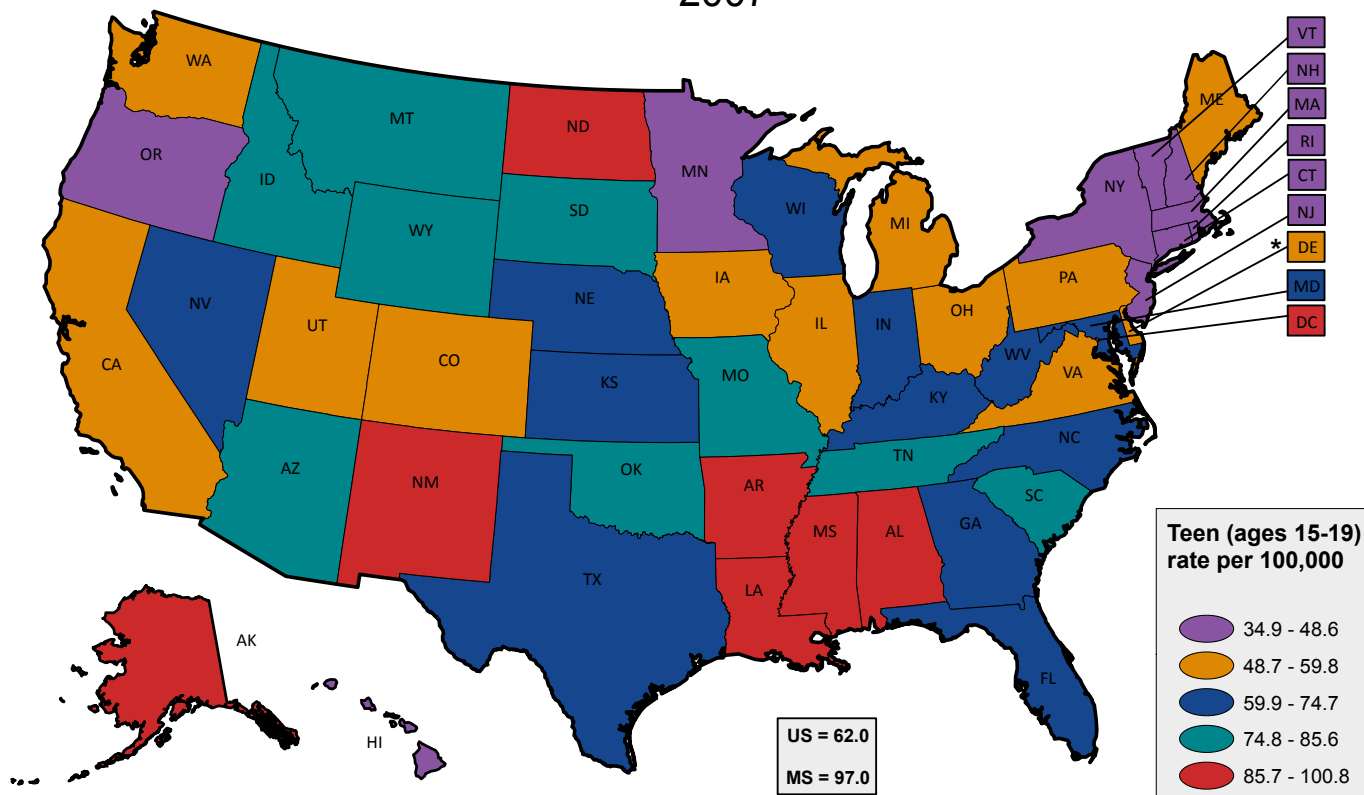 VT
NH
WA
MA
ME
MT
ND
RI
OR
MN
CT
ID
NY
SD
NJ
WI
WY
MI
* DE
IA
PA
MD
NE
NV
OH
DC
UT
IL
IN
CO
WV
CA
VA
MO
KS
KY
NC
TN
AZ
OK
NM
AR
SC
MS
AL
GA
TX
LA
AK
FL
HI
US = 62.0
MS = 97.0
Teen (ages 15-19)
rate per 100,000
34.9 - 48.6
48.7 - 59.8
59.9 - 74.7
74.8 - 85.6
85.7 - 100.8